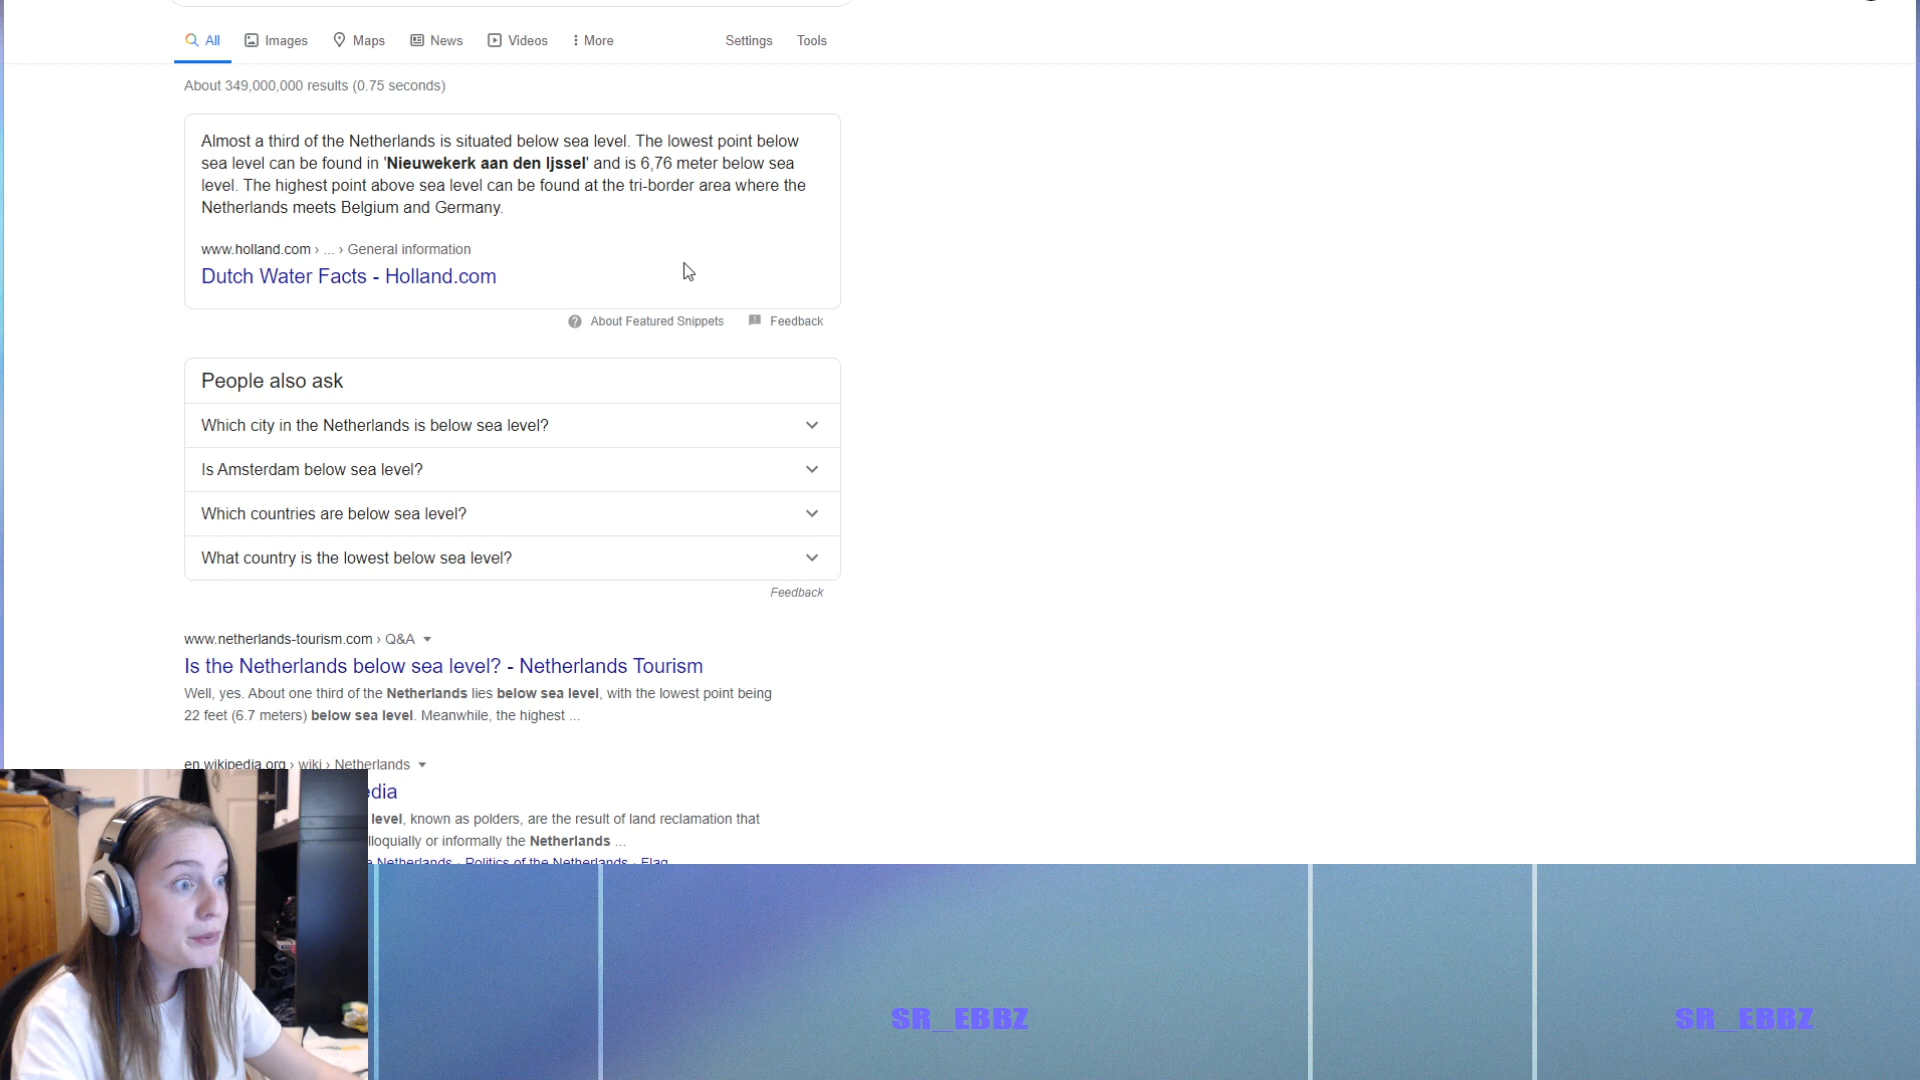 All Images Maps News Videos More Settings Tools
About 349,000,000 results (0.75 seconds)
Almost a third of the Netherlands is situated below sea level. The lowest point below
sea level can be found in 'Nieuwekerk aan den Ijssel' and is 6,76 meter below sea
level. The highest point above sea level can be found at the tri-border area where the
Netherlands meets Belgium and Germany.
www.holland.com › ... › General information
Dutch Water Facts - Holland.com
About Featured Snippets Feedback
People also ask
Which city in the Netherlands is below sea level?
Is Amsterdam below sea level?
Which countries are below sea level?
What country is the lowest below sea level?
Feedback
www.netherlands-tourism.com › Q&A
Is the Netherlands below sea level? - Netherlands Tourism
Well, yes. About one third of the Netherlands lies below sea level, with the lowest point being
22 feet (6.7 meters) below sea level. Meanwhile, the highest ...
en.wikipedia.org › wiki › Netherlands
edia
level, known as polders, are the result of land reclamation that
lloquially or informally the Netherlands ...
e Netherlands · Politics of the Netherlands · Flag
SR_EBBZ SR_EBBZ